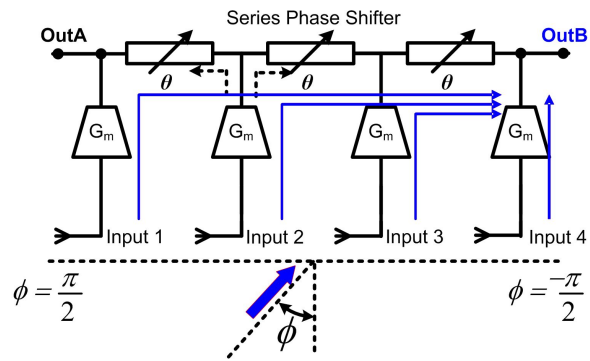 Series Phase Shifter
OutA
OutB
θ
θ
θ
Gm
Gm
Gm
Gm
Input 1
Input 2
Input 3
Input 4
ϕ = π/2
ϕ = -π/2
ϕ